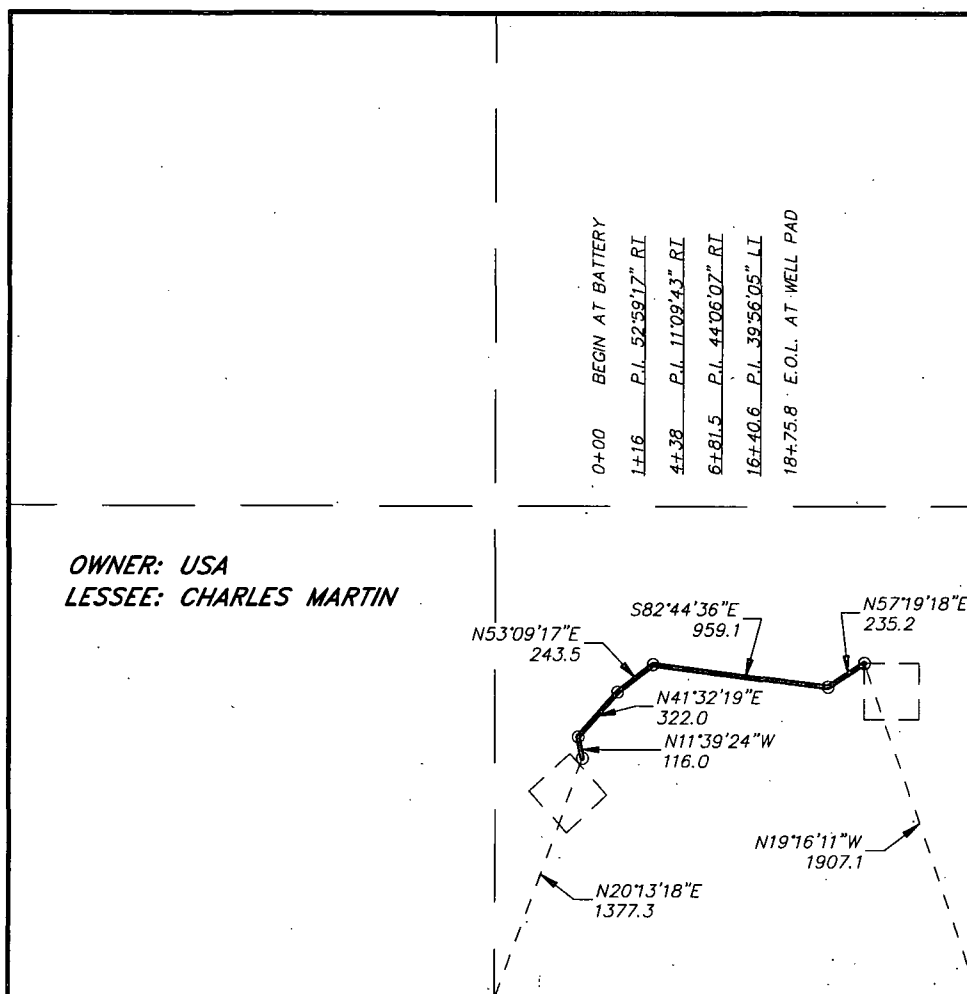 0+00 BEGIN AT BATTERY
1+16 P.I. 52°59'17" RT
4+38 P.I. 11°09'43" RT
6+81.5 P.I. 44°06'07" RT
16+40.6 P.I. 39°56'05" LT
18+75.8 E.O.L. AT WELL PAD
OWNER: USA
LESSEE: CHARLES MARTIN
N53°09'17"E
243.5
S82°44'36"E
959.1
N57°19'18"E
235.2
N41°32'19"E
322.0
N11°39'24"W
116.0
N19°16'11"W
1907.1
N20°13'18"E
1377.3